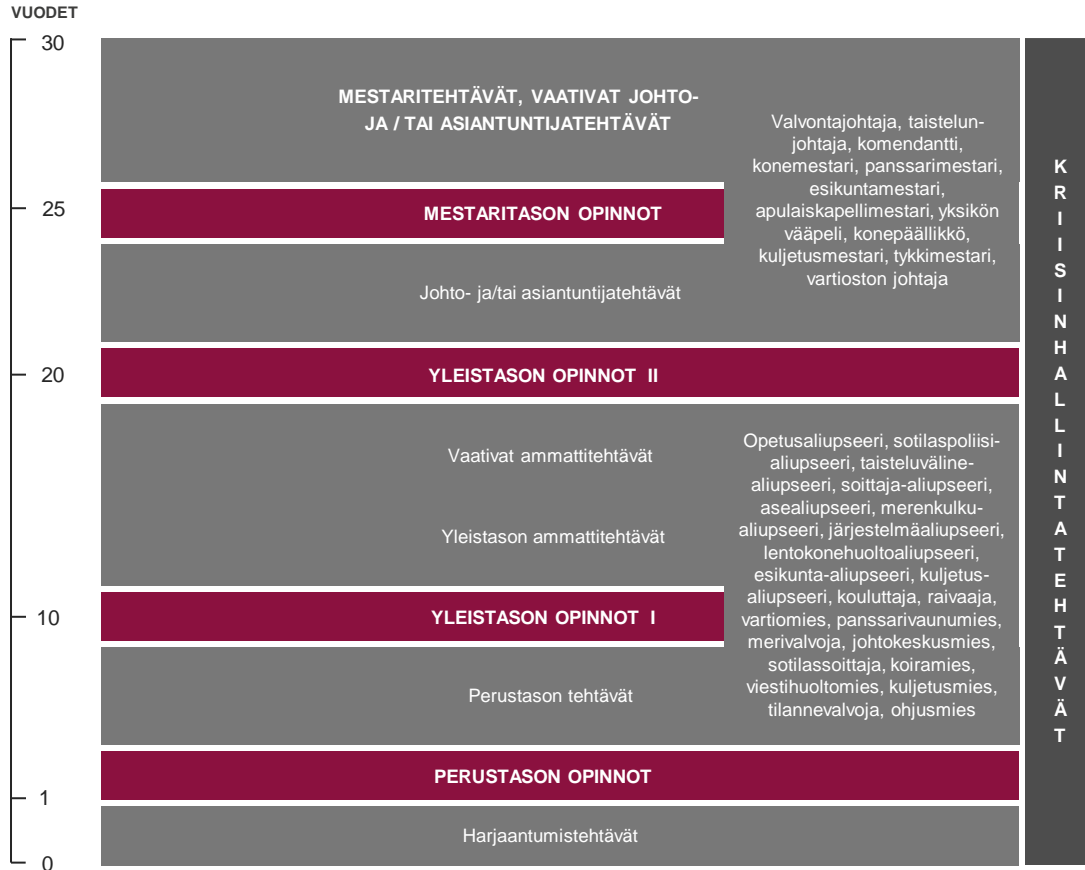 VUODET
30
MESTARITEHTÄVÄT, VAATIVAT JOHTO-
JA / TAI ASIANTUNTIJATEHTÄVÄT
Valvontajohtaja, taistelun-
johtaja, komendantti,
konemestari, panssarimestari,
esikuntamestari,
apulaiskapellimestari, yksikön
vääpeli, konepäällikkö,
kuljetusmestari, tykkimestari,
vartioston johtaja
25
MESTARITASON OPINNOT
Johto- ja/tai asiantuntijatehtävät
20
YLEISTASON OPINNOT II
Vaativat ammattitehtävät
Yleistason ammattitehtävät
Opetusaliupseeri, sotilaspoliisi-
aliupseeri, taisteluväline-
aliupseeri, soittaja-aliupseeri,
asealiupseeri, merenkulku-
aliupseeri, järjestelmäaliupseeri,
lentokonehuoltoaliupseeri,
esikunta-aliupseeri, kuljetus-
aliupseeri, kouluttaja, raivaaja,
vartiomies, panssarivaunumies,
merivalvoja, johtokeskusmies,
sotilassoittaja, koiramies,
viestihuoltomies, kuljetusmies,
tilannevalvoja, ohjusmies
10
YLEISTASON OPINNOT I
Perustason tehtävät
PERUSTASON OPINNOT
1
Harjaantumistehtävät
0
KRIISINHALLINTATEHTÄVÄT